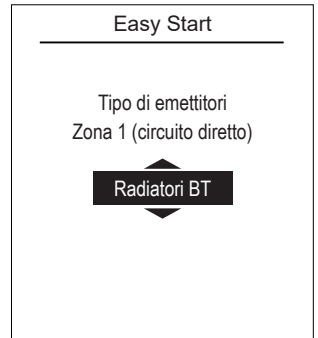 Easy Start
Tipo di emettitori
Zona 1 (circuito diretto)
Radiatori BT